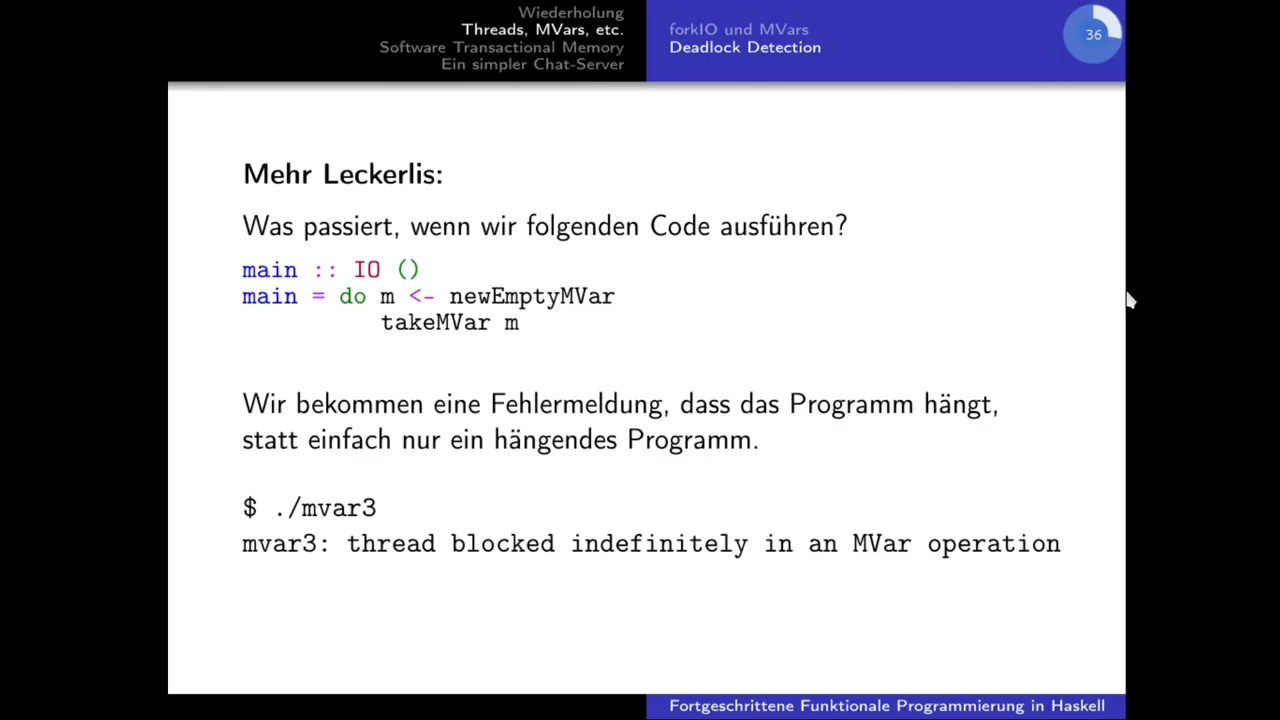 Wiederholung
Threads, MVars, etc.
Software Transactional Memory
Ein simpler Chat-Server
forkIO und MVars
Deadlock Detection
36
Mehr Leckerlis:
Was passiert, wenn wir folgenden Code ausführen?
main :: IO ()
main = do m <- newEmptyMVar
takeMVar m
Wir bekommen eine Fehlermeldung, dass das Programm hängt,
statt einfach nur ein hängendes Programm.
$ ./mvar3
mvar3: thread blocked indefinitely in an MVar operation
Fortgeschrittene Funktionale Programmierung in Haskell